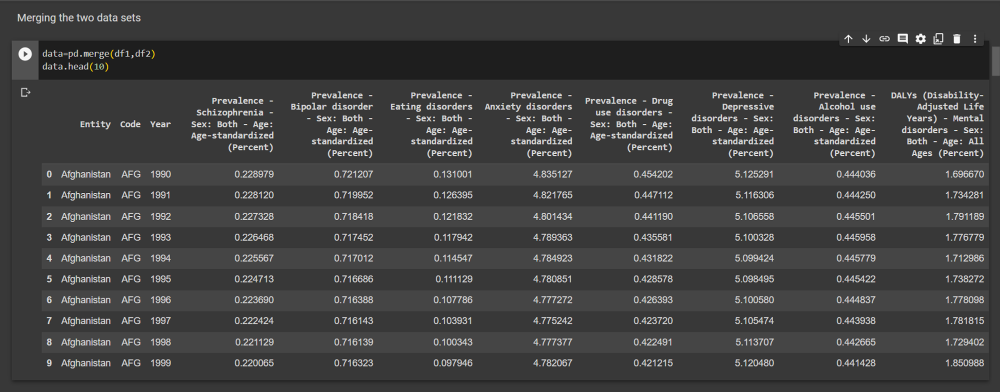 Merging the two data sets
data=pd.merge(df1,df2)
data.head(10)
Entity Code Year Prevalence - Schizophrenia - Sex: Both - Age: Age-standardized (Percent) Prevalence - Bipolar disorder - Sex: Both - Age: Age-standardized (Percent) Prevalence - Eating disorders - Sex: Both - Age: Age-standardized (Percent) Prevalence - Anxiety disorders - Sex: Both - Age: Age-standardized (Percent) Prevalence - Drug use disorders - Sex: Both - Age: Age-standardized (Percent) Prevalence - Depressive disorders - Sex: Both - Age: Age-standardized (Percent) Prevalence - Alcohol use disorders - Sex: Both - Age: Age-standardized (Percent) DALYs (Disability-Adjusted Life Years) - Mental disorders - Sex: Both - Age: All Ages (Percent)
0 Afghanistan AFG 1990 0.228979 0.721207 0.131001 4.835127 0.454202 5.125291 0.444036 1.696670
1 Afghanistan AFG 1991 0.228120 0.719952 0.126395 4.821765 0.447112 5.116306 0.444250 1.734281
2 Afghanistan AFG 1992 0.227328 0.718418 0.121832 4.801434 0.441190 5.106558 0.445501 1.791189
3 Afghanistan AFG 1993 0.226468 0.717452 0.117942 4.789363 0.435581 5.100328 0.445958 1.776779
4 Afghanistan AFG 1994 0.225567 0.717012 0.114547 4.784923 0.431822 5.099424 0.445779 1.712986
5 Afghanistan AFG 1995 0.224713 0.716686 0.111129 4.780851 0.428578 5.098495 0.445422 1.738272
6 Afghanistan AFG 1996 0.223690 0.716388 0.107786 4.777272 0.426393 5.100580 0.444837 1.778098
7 Afghanistan AFG 1997 0.222424 0.716143 0.103931 4.775242 0.423720 5.105474 0.443938 1.781815
8 Afghanistan AFG 1998 0.221129 0.716139 0.100343 4.777377 0.422491 5.113707 0.442665 1.729402
9 Afghanistan AFG 1999 0.220065 0.716323 0.097946 4.782067 0.421215 5.120480 0.441428 1.850988